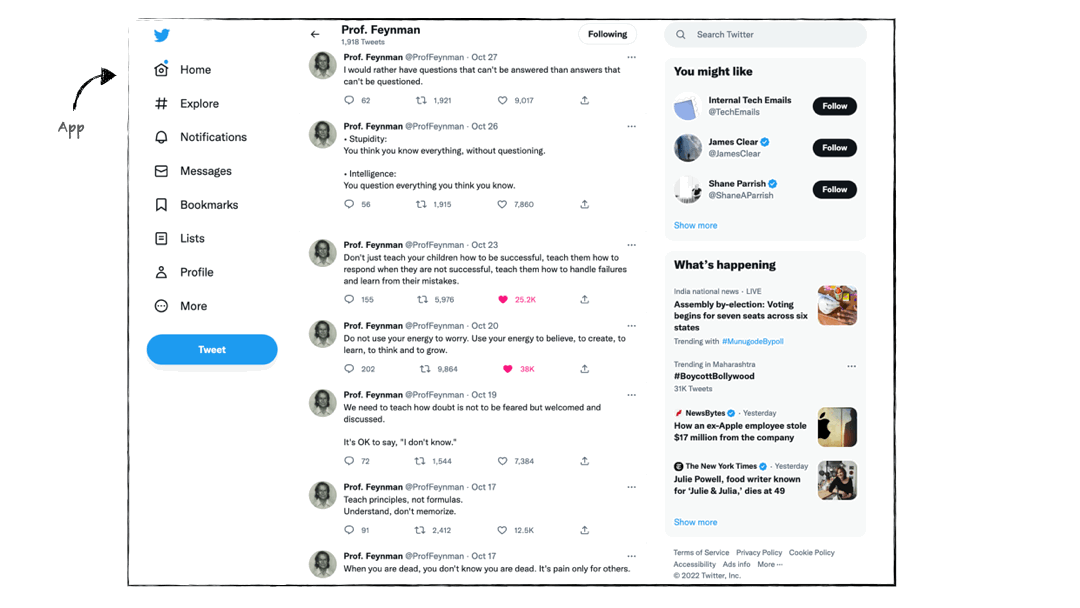 App
Home
Explore
Notifications
Messages
Bookmarks
Lists
Profile
More
Tweet
Prof. Feynman
1,918 Tweets
Following
Prof. Feynman @ProfFeynman · Oct 27
I would rather have questions that can't be answered than answers that
can't be questioned.
62 1,921 9,017
Prof. Feynman @ProfFeynman · Oct 26
• Stupidity:
You think you know everything, without questioning.
• Intelligence:
You question everything you think you know.
56 1,915 7,860
Prof. Feynman @ProfFeynman · Oct 23
Don't just teach your children how to be successful, teach them how to
respond when they are not successful, teach them how to handle failures
and learn from their mistakes.
155 5,976 25.2K
Prof. Feynman @ProfFeynman · Oct 20
Do not use your energy to worry. Use your energy to believe, to create, to
learn, to think and to grow.
202 9,864 38K
Prof. Feynman @ProfFeynman · Oct 19
We need to teach how doubt is not to be feared but welcomed and
discussed.
It's OK to say, "I don't know."
72 1,544 7,384
Prof. Feynman @ProfFeynman · Oct 17
Teach principles, not formulas.
Understand, don't memorize.
91 2,412 12.5K
Prof. Feynman @ProfFeynman · Oct 17
When you are dead, you don't know you are dead. It's pain only for others.
Search Twitter
You might like
Internal Tech Emails
@TechEmails
Follow
James Clear
@JamesClear
Follow
Shane Parrish
@ShaneAParrish
Follow
Show more
What's happening
India national news · LIVE
Assembly by-election: Voting
begins for seven seats across six
states
Trending with #MunugodeBypoll
Trending in Maharashtra
#BoycottBollywood
31K Tweets
NewsBytes · Yesterday
How an ex-Apple employee stole
$17 million from the company
The New York Times · Yesterday
Julie Powell, food writer known
for 'Julie & Julia,' dies at 49
Show more
Terms of Service Privacy Policy Cookie Policy
Accessibility Ads info More ···
© 2022 Twitter, Inc.